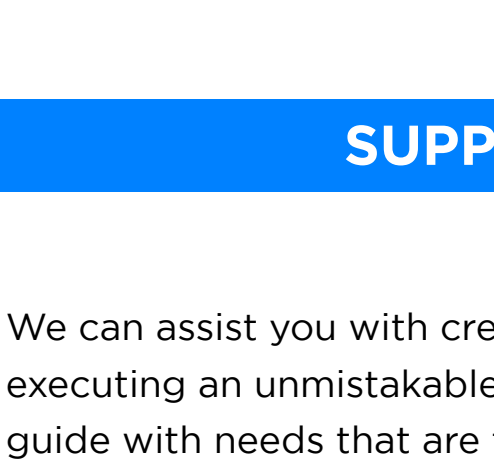 SUPP
We can assist you with cre
executing an unmistakable
guide with needs that are